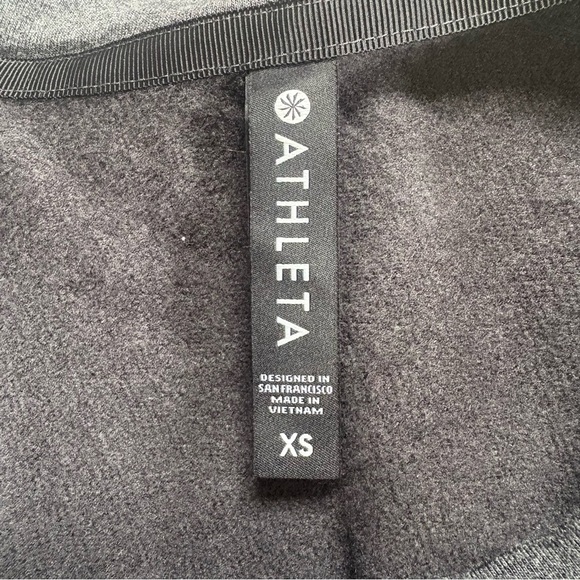 ATHLETA
DESIGNED IN
SAN FRANCISCO
MADE IN
VIETNAM
XS